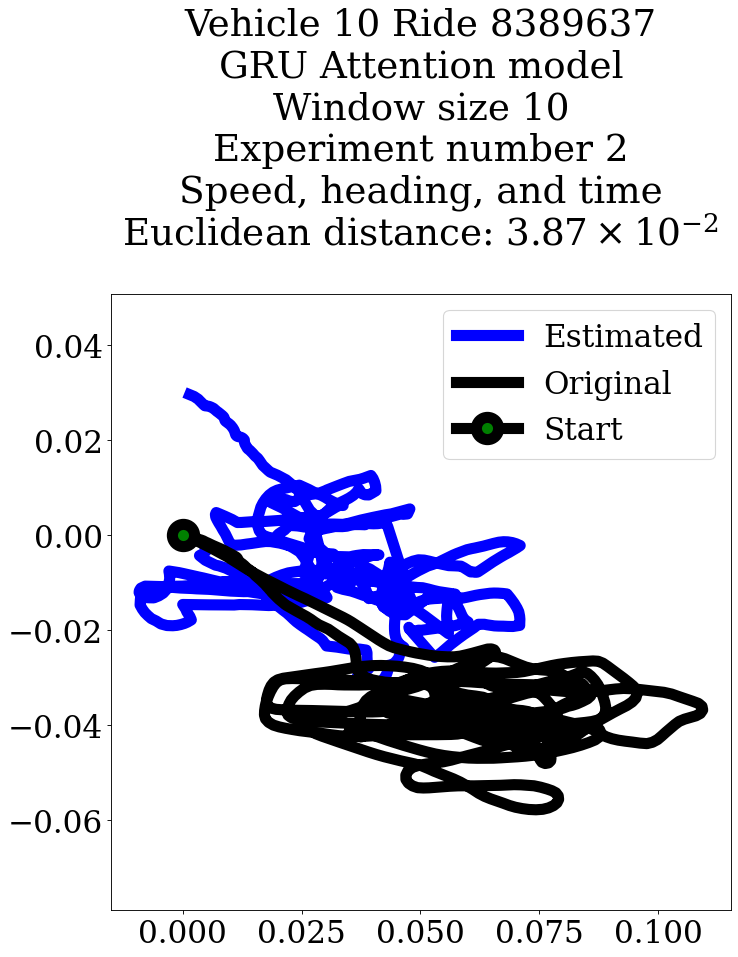 Vehicle 10 Ride 8389637
GRU Attention model
Window size 10
Experiment number 2
Speed, heading, and time
Euclidean distance: 3.87 × 10⁻²
Estimated
Original
Start
0.04
0.02
0.00
−0.02
−0.04
−0.06
0.000 0.025 0.050 0.075 0.100